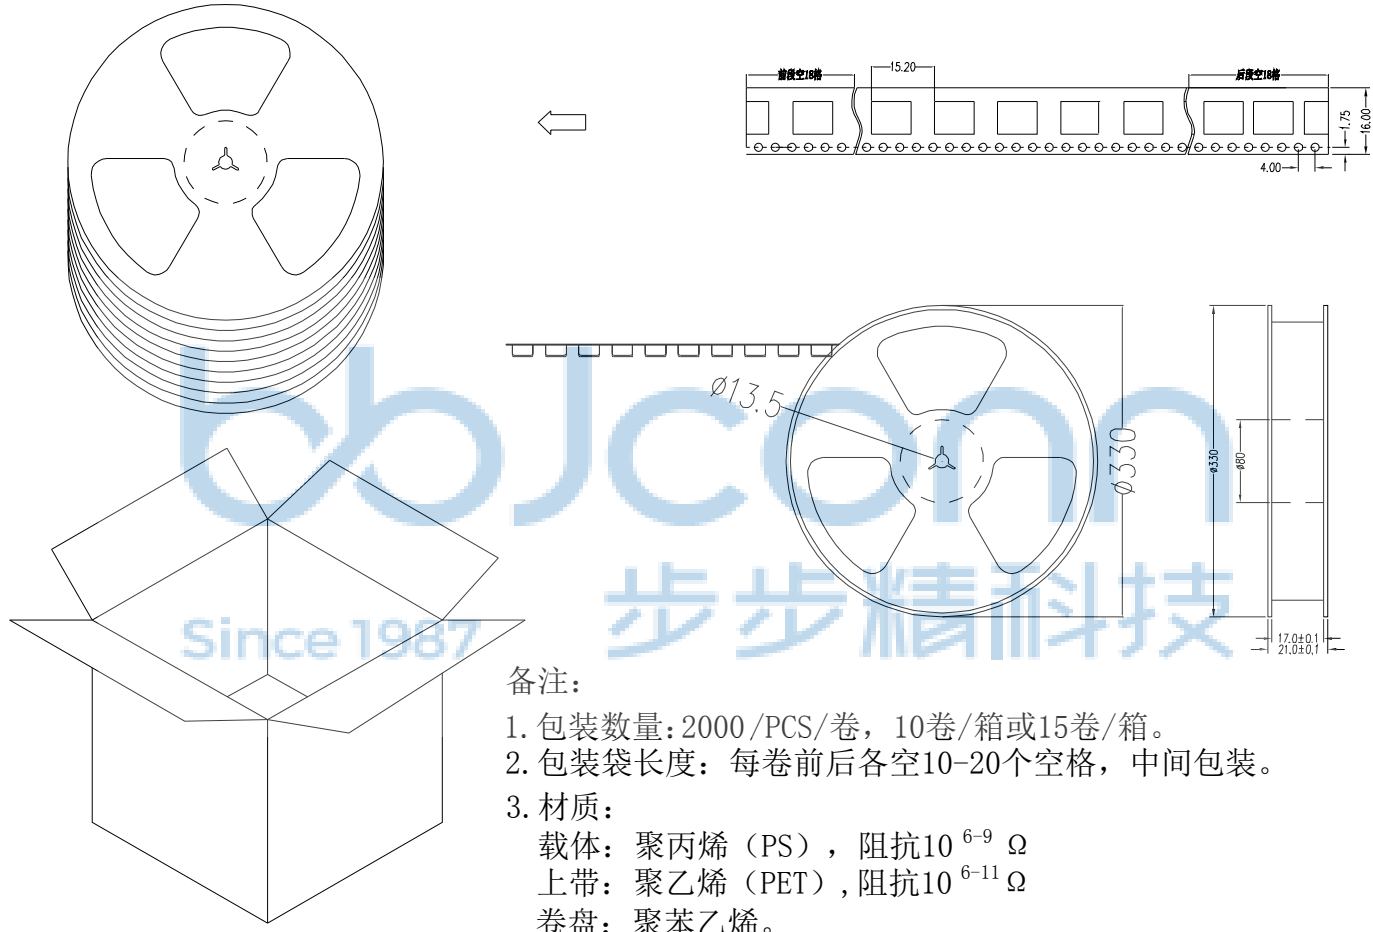 前段空18格
15.20
后段空18格
1.75
16.00
4.00
ø13.5
ø330
ø330
ø80
17.0±0.1
21.0±0.1
bbJconn
步步精科技
Since 1987
备注：
1.包装数量:2000/PCS/卷，10卷/箱或15卷/箱。
2.包装袋长度：每卷前后各空10-20个空格，中间包装。
3.材质：
载体：聚丙烯（PS），阻抗10 6-9 Ω
上带：聚乙烯（PET）,阻抗10 6-11 Ω
卷盘：聚苯乙烯。